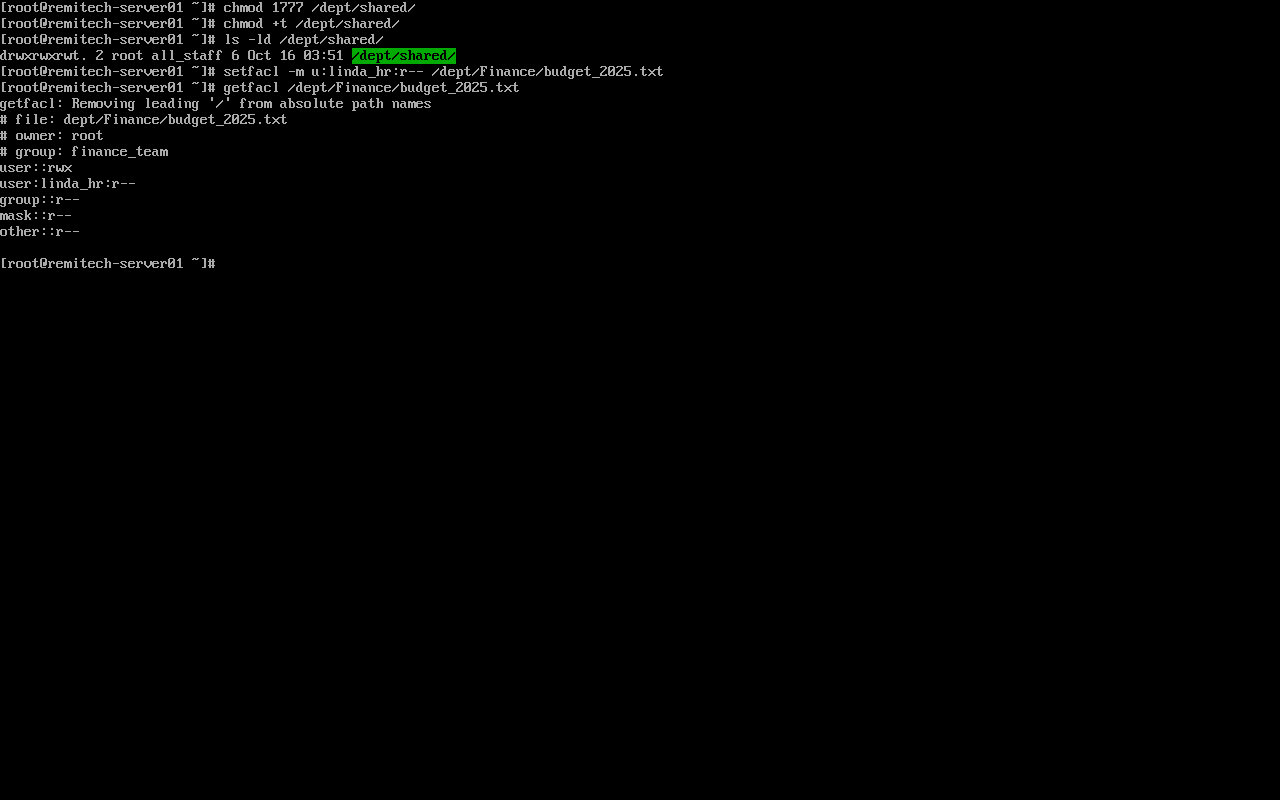 [root@remitech-server01 ~]# chmod 1777 /dept/shared/
[root@remitech-server01 ~]# chmod +t /dept/shared/
[root@remitech-server01 ~]# ls -ld /dept/shared/
drwxrwxrwt. 2 root all_staff 6 Oct 16 03:51 /dept/shared/
[root@remitech-server01 ~]# setfacl -m u:linda_hr:r-- /dept/Finance/budget_2025.txt
[root@remitech-server01 ~]# getfacl /dept/Finance/budget_2025.txt
getfacl: Removing leading '/' from absolute path names
# file: dept/Finance/budget_2025.txt
# owner: root
# group: finance_team
user::rwx
user:linda_hr:r--
group::r--
mask::r--
other::r--
[root@remitech-server01 ~]#